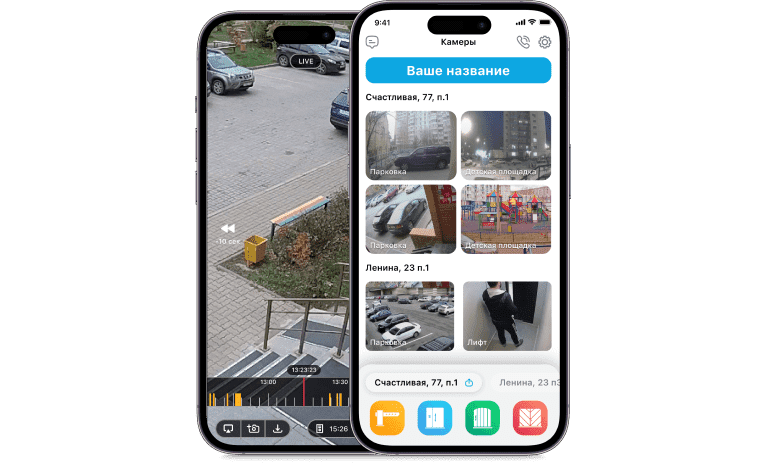 LIVE
-10 сек
13:23:23
13:00
13:30
15:26
9:41
Камеры
Ваше название
Счастливая, 77, п.1
Парковка
Детская площадка
Парковка
Детская площадка
Ленина, 23 п.1
Парковка
Лифт
Счастливая, 77, п.1
Ленина, 23 п